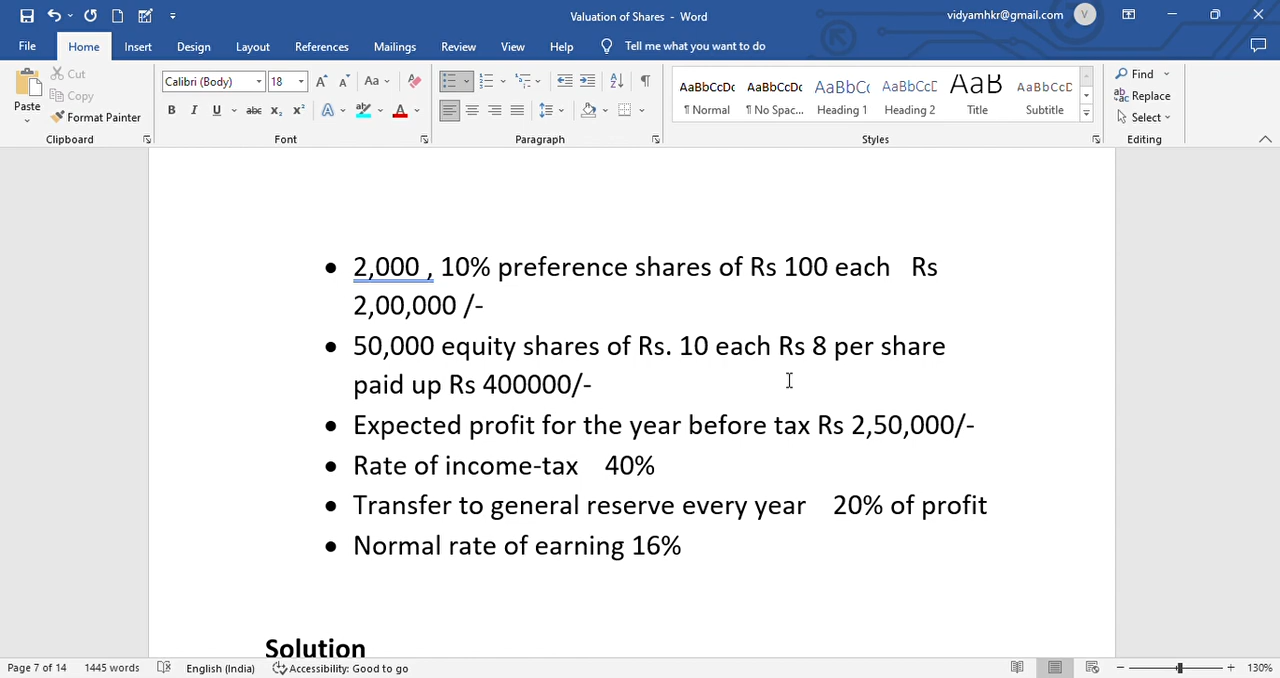 Valuation of Shares - Word
vidyamhkr@gmail.com V
File Home Insert Design Layout References Mailings Review View Help Tell me what you want to do
Paste
Cut
Copy
Format Painter
Calibri (Body) 18
Clipboard Font Paragraph Styles Editing
AaBbCcDc ¶ Normal
AaBbCcDc ¶ No Spac...
AaBbCc Heading 1
AaBbCcD Heading 2
AaB Title
AaBbCcD Subtitle
Find
Replace
Select
• 2,000 , 10% preference shares of Rs 100 each Rs
2,00,000 /-
• 50,000 equity shares of Rs. 10 each Rs 8 per share
paid up Rs 400000/-
• Expected profit for the year before tax Rs 2,50,000/-
• Rate of income-tax 40%
• Transfer to general reserve every year 20% of profit
• Normal rate of earning 16%
Solution
Page 7 of 14 1445 words English (India) Accessibility: Good to go 130%